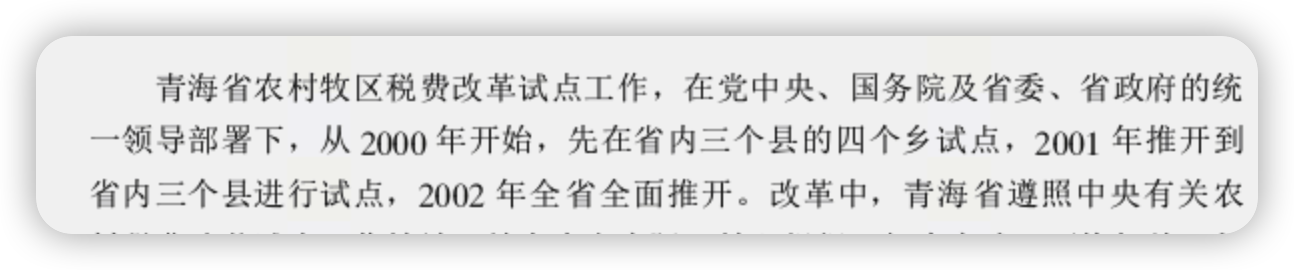 青海省农村牧区税费改革试点工作，在党中央、国务院及省委、省政府的统
一领导部署下，从 2000 年开始，先在省内三个县的四个乡试点，2001 年推开到
省内三个县进行试点，2002 年全省全面推开。改革中，青海省遵照中央有关农